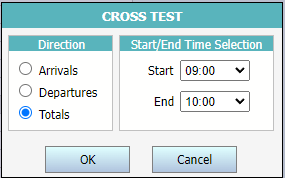 CROSS TEST
Direction
Arrivals
Departures
Totals
Start/End Time Selection
Start 09:00
End 10:00
OK Cancel